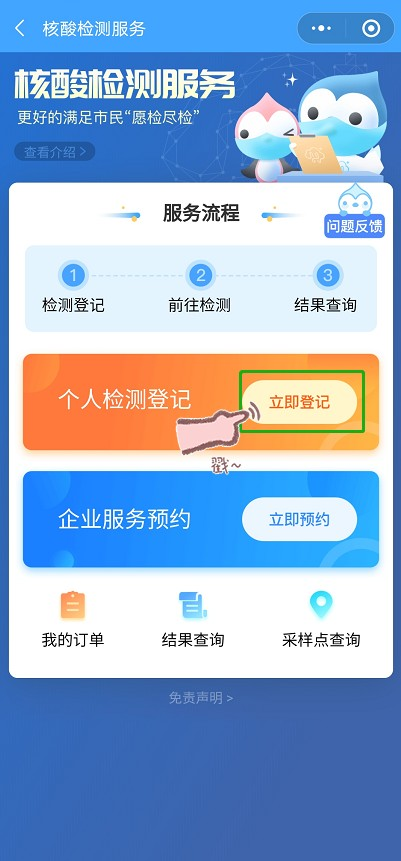 核酸检测服务
核酸检测服务
更好的满足市民“愿检尽检”
查看介绍 >
服务流程
问题反馈
1
2
3
检测登记
前往检测
结果查询
个人检测登记
立即登记
戳~
企业服务预约
立即预约
我的订单
结果查询
采样点查询
免责声明 >